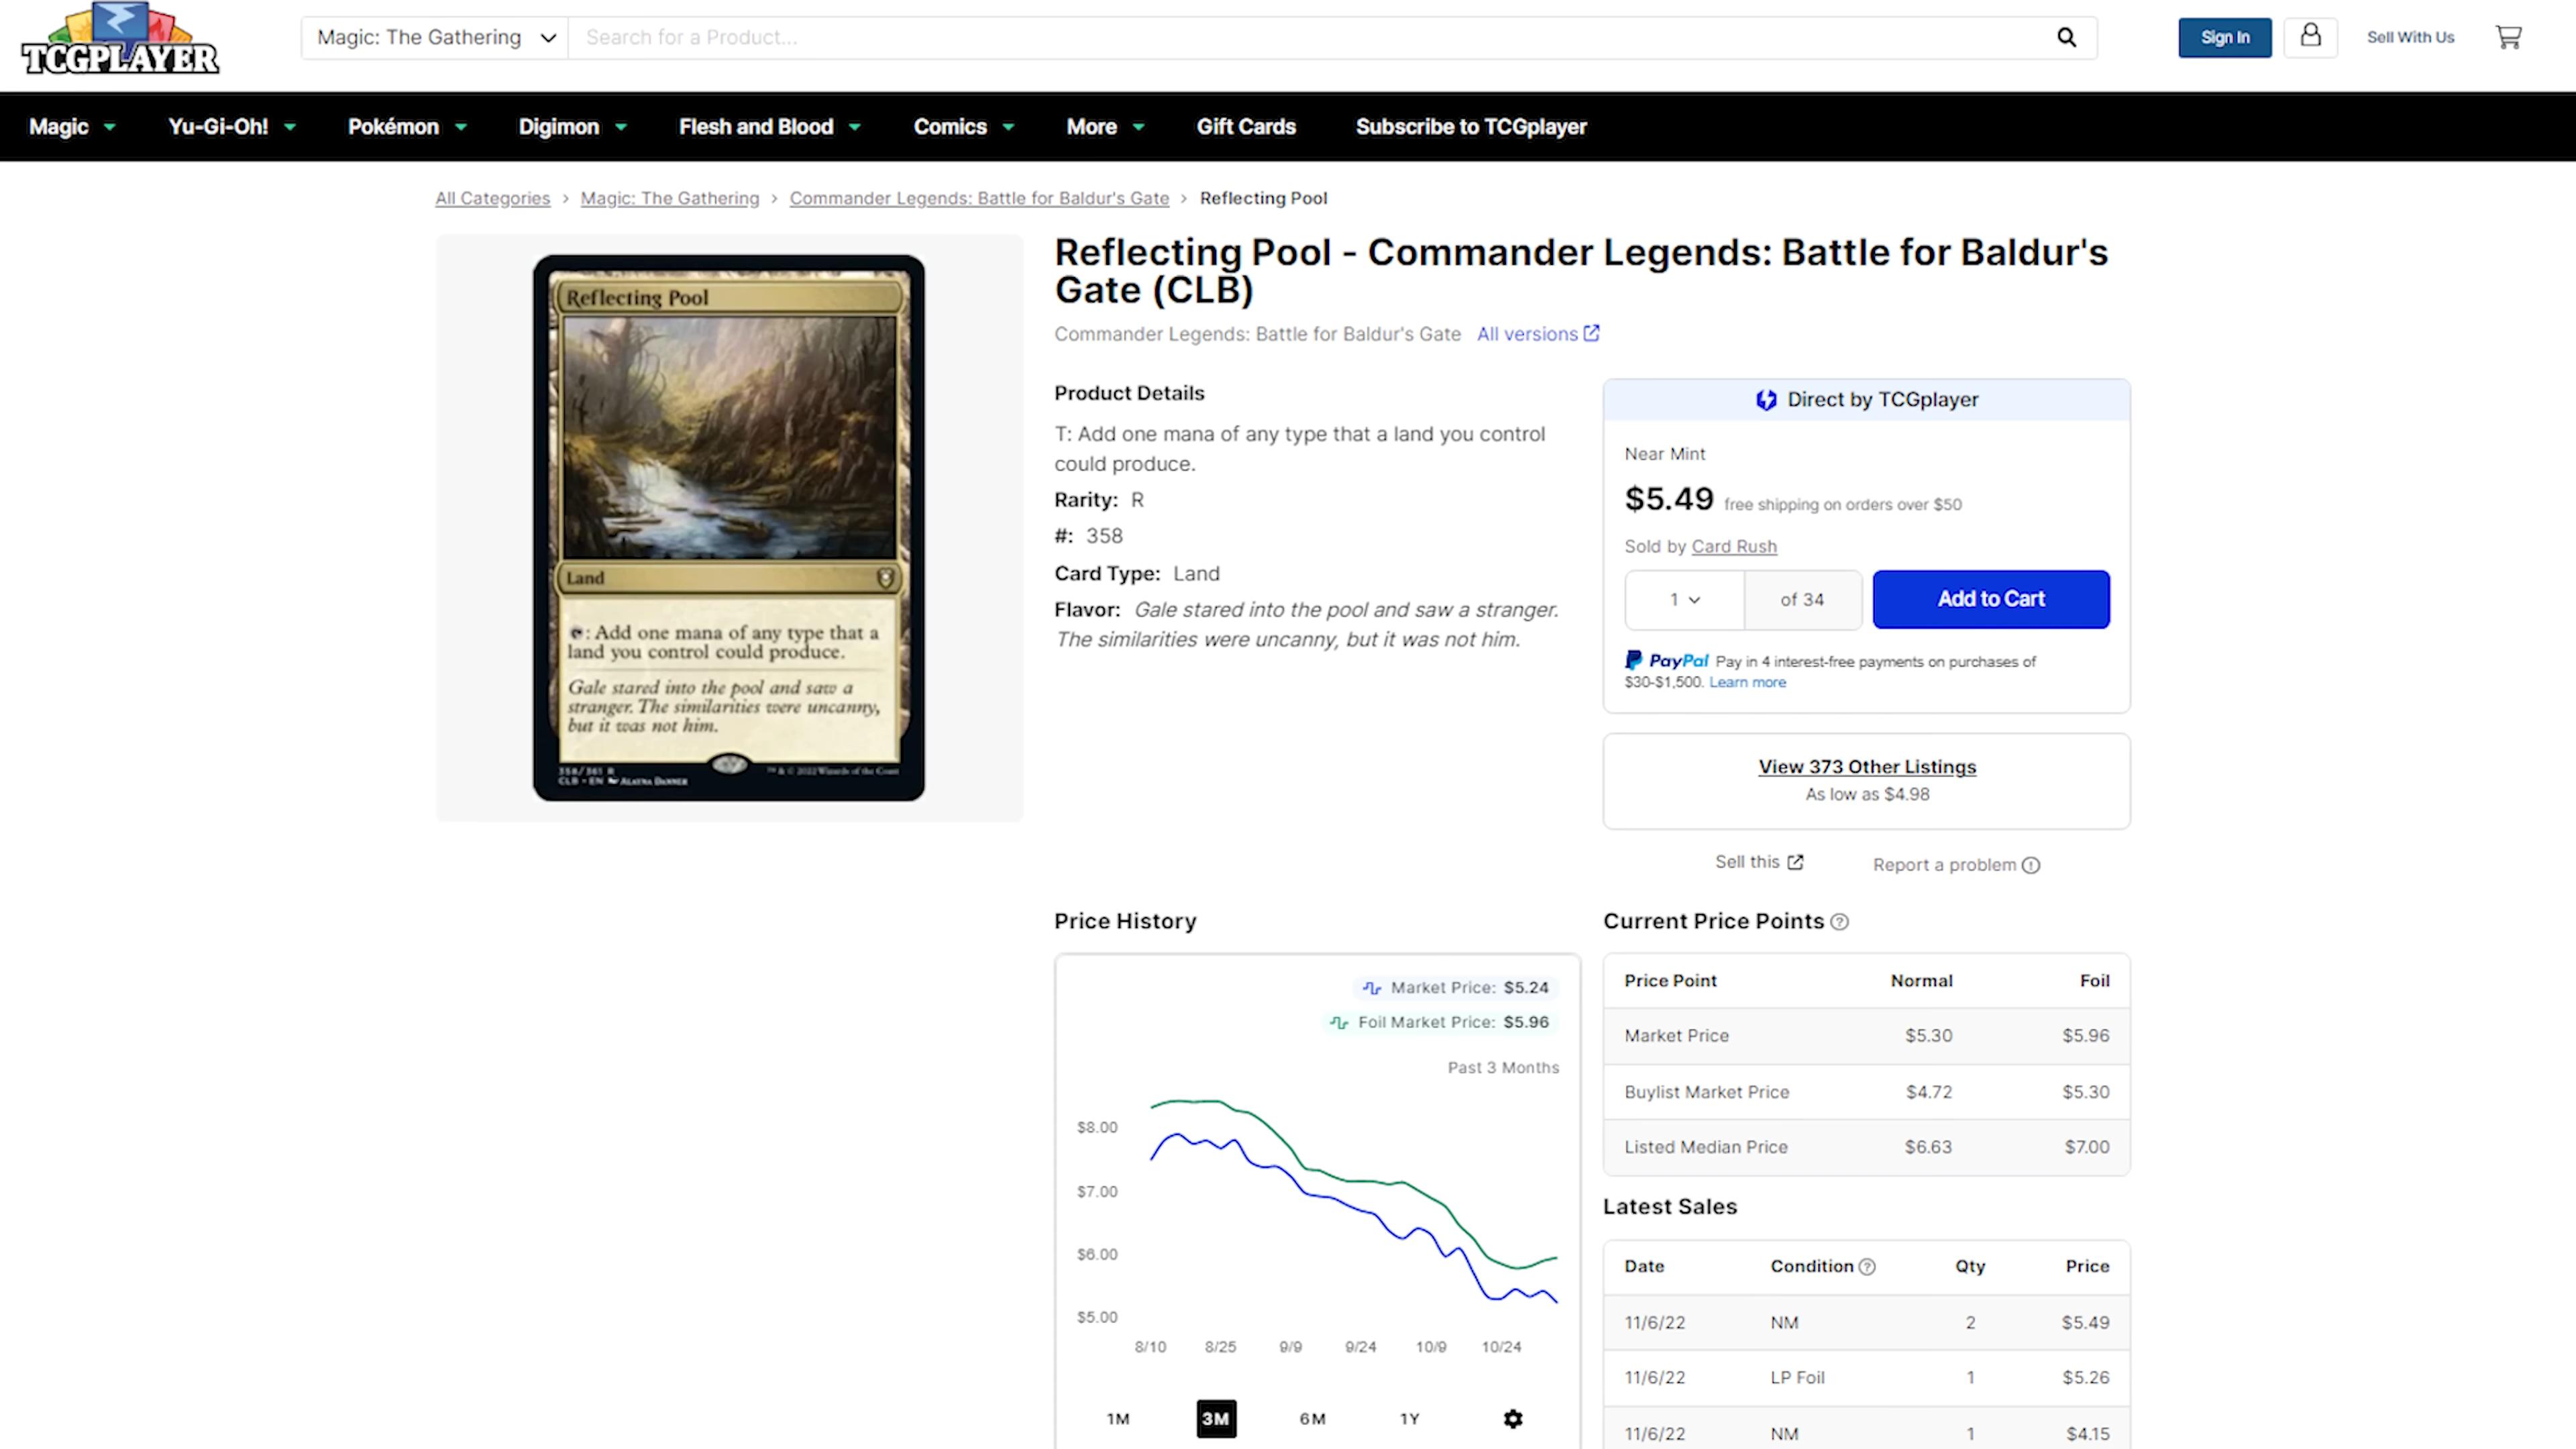 TCGPLAYER
Magic: The Gathering
Search for a Product...
Sign In
Sell With Us
Magic
Yu-Gi-Oh!
Pokémon
Digimon
Flesh and Blood
Comics
More
Gift Cards
Subscribe to TCGplayer
All Categories > Magic: The Gathering > Commander Legends: Battle for Baldur's Gate > Reflecting Pool
Reflecting Pool
Land
: Add one mana of any type that a
land you control could produce.
Gale stared into the pool and saw a
stranger. The similarities were uncanny,
but it was not him.
358/361 R
CLB • EN Alayna Danner
™ & © 2022 Wizards of the Coast
Reflecting Pool - Commander Legends: Battle for Baldur's
Gate (CLB)
Commander Legends: Battle for Baldur's Gate All versions
Product Details
T: Add one mana of any type that a land you control
could produce.
Rarity: R
#: 358
Card Type: Land
Flavor: Gale stared into the pool and saw a stranger.
The similarities were uncanny, but it was not him.
Direct by TCGplayer
Near Mint
$5.49 free shipping on orders over $50
Sold by Card Rush
1 of 34 Add to Cart
PayPal Pay in 4 interest-free payments on purchases of
$30-$1,500. Learn more
View 373 Other Listings
As low as $4.98
Sell this
Report a problem
Price History
Market Price: $5.24
Foil Market Price: $5.96
Past 3 Months
$8.00
$7.00
$6.00
$5.00
8/10 8/25 9/9 9/24 10/9 10/24
1M 3M 6M 1Y
Current Price Points
Price Point Normal Foil
Market Price $5.30 $5.96
Buylist Market Price $4.72 $5.30
Listed Median Price $6.63 $7.00
Latest Sales
Date Condition Qty Price
11/6/22 NM 2 $5.49
11/6/22 LP Foil 1 $5.26
11/6/22 NM 1 $4.15